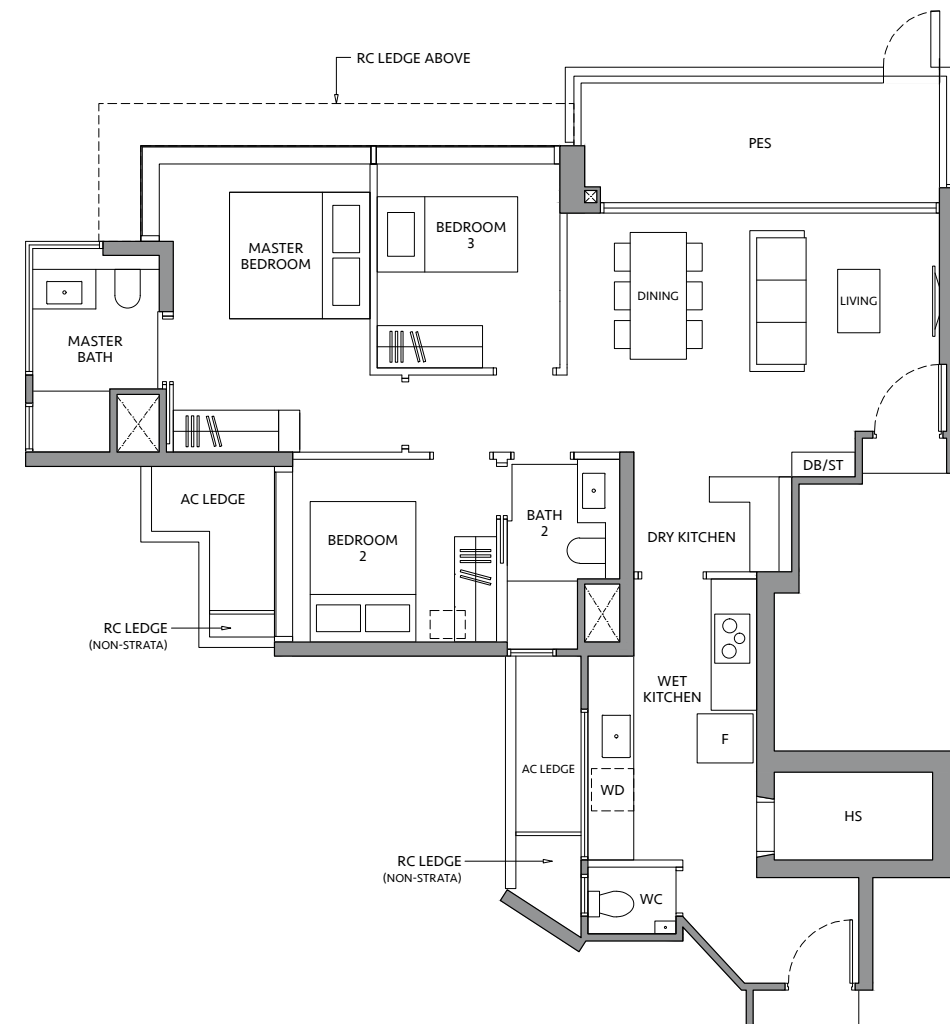 RC LEDGE ABOVE
PES
MASTER
BEDROOM
BEDROOM
3
DINING
LIVING
MASTER
BATH
DB/ST
AC LEDGE
BEDROOM
2
BATH
2
DRY KITCHEN
RC LEDGE
(NON-STRATA)
WET
KITCHEN
F
AC LEDGE
WD
HS
RC LEDGE
(NON-STRATA)
WC